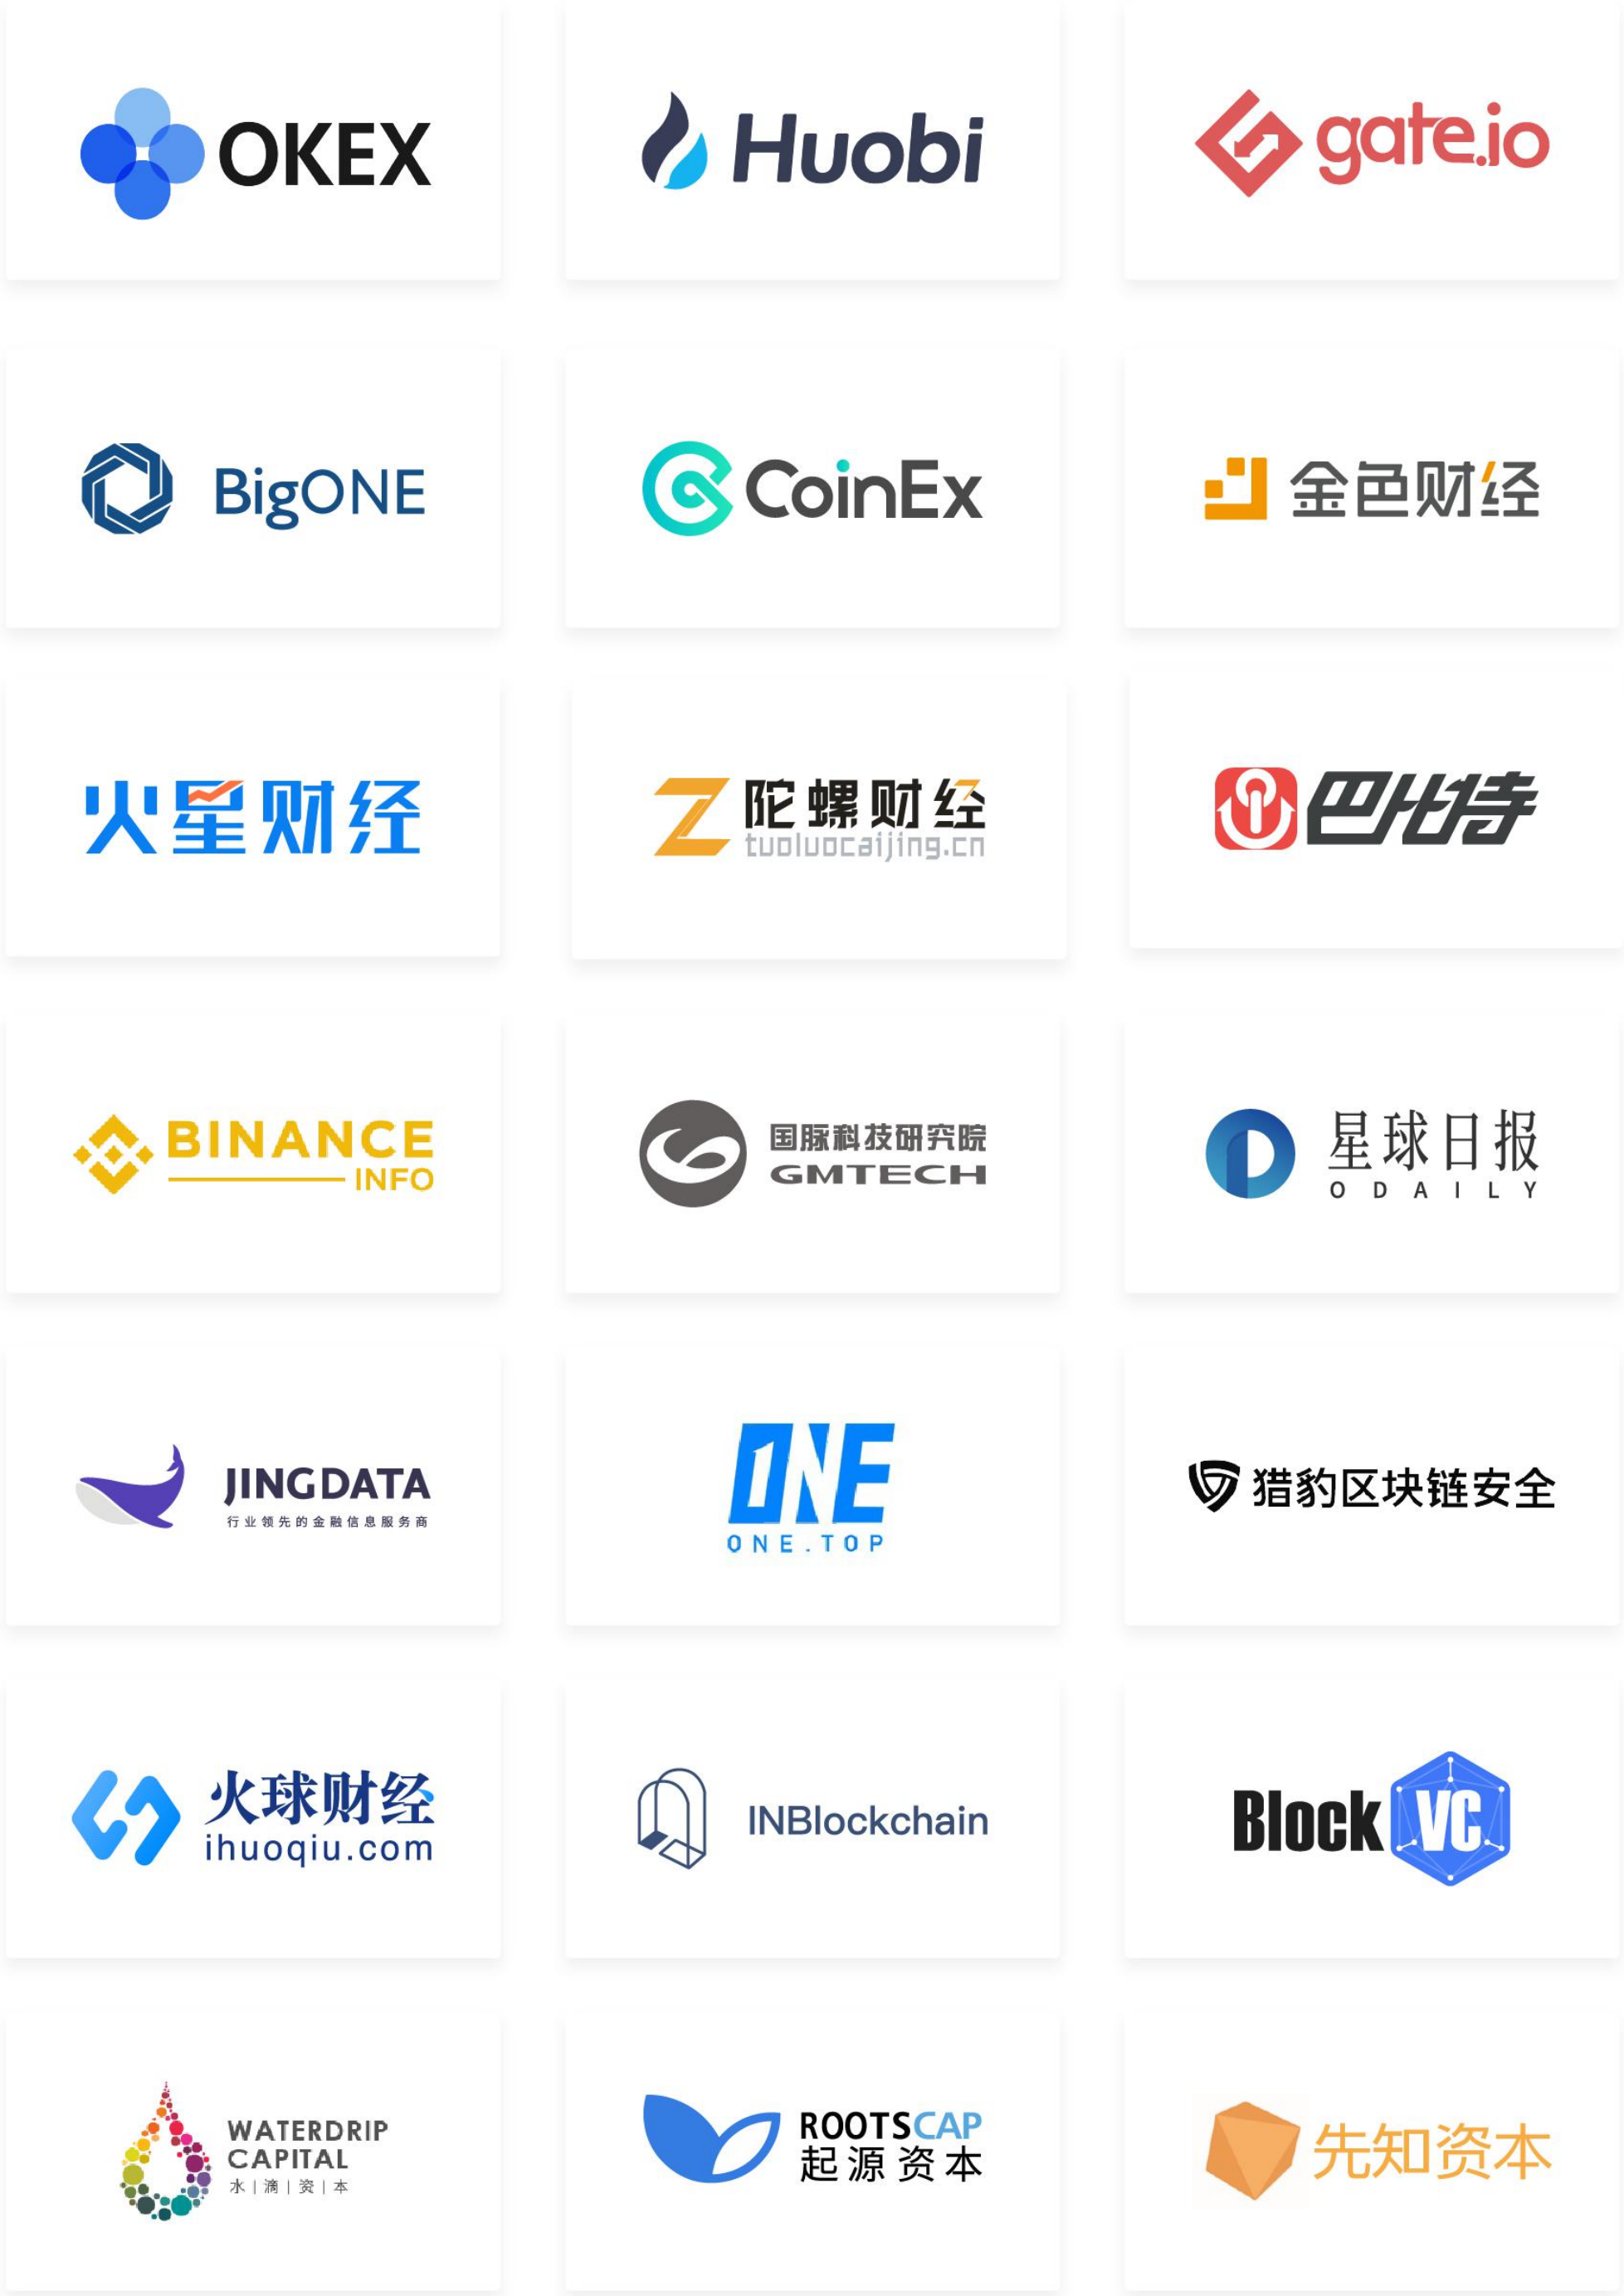 OKEX
Huobi
gate.io
BigONE
CoinEx
金色财经
火星财经
陀螺财经
tuoluocaijing.cn
巴比特
BINANCE
INFO
国脉科技研究院
GMTECH
星球日报
ODAILY
JINGDATA
行业领先的金融信息服务商
ONE
ONE.TOP
猎豹区块链安全
火球财经
ihuoqiu.com
INBlockchain
Block VC
WATERDRIP
CAPITAL
水|滴|资|本
ROOTSCAP
起源资本
先知资本